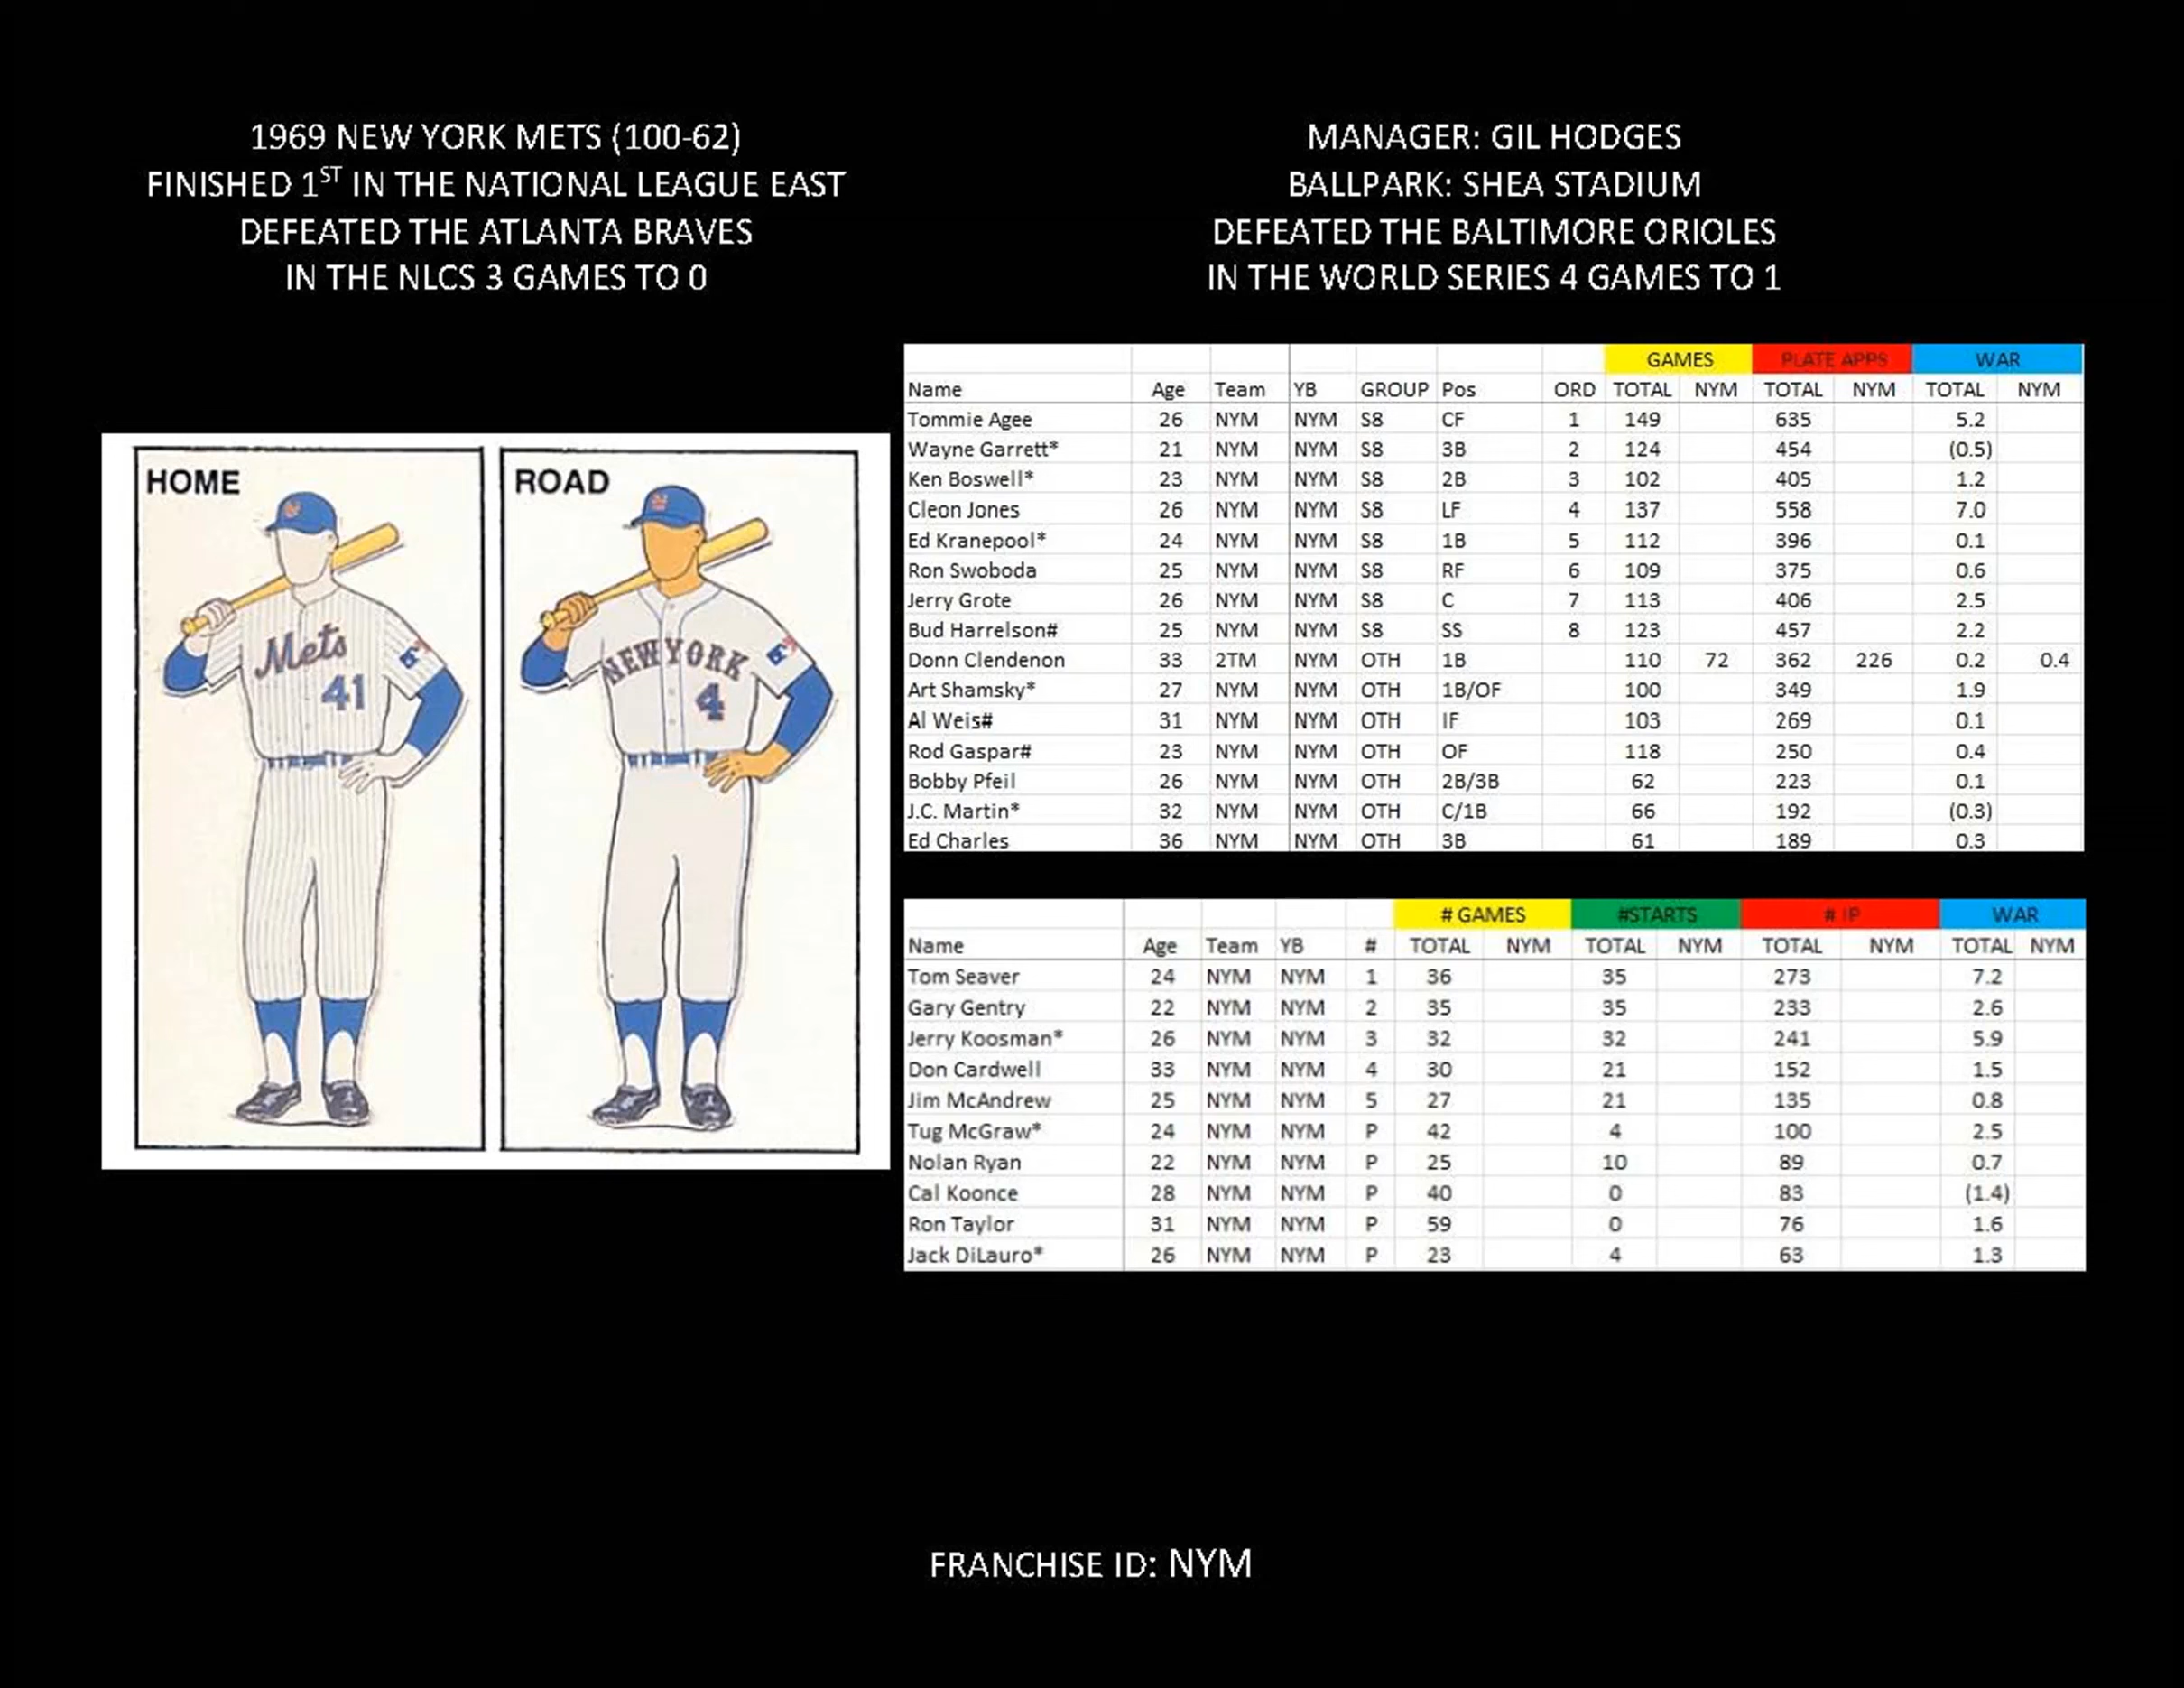 1969 NEW YORK METS (100-62)
FINISHED 1ST IN THE NATIONAL LEAGUE EAST
DEFEATED THE ATLANTA BRAVES
IN THE NLCS 3 GAMES TO 0
MANAGER: GIL HODGES
BALLPARK: SHEA STADIUM
DEFEATED THE BALTIMORE ORIOLES
IN THE WORLD SERIES 4 GAMES TO 1
HOME
Mets
41
ROAD
NEW YORK
4
GAMES PLATE APPS WAR
Name Age Team YB GROUP Pos ORD TOTAL NYM TOTAL NYM TOTAL NYM
Tommie Agee 26 NYM NYM S8 CF 1 149 635 5.2
Wayne Garrett* 21 NYM NYM S8 3B 2 124 454 (0.5)
Ken Boswell* 23 NYM NYM S8 2B 3 102 405 1.2
Cleon Jones 26 NYM NYM S8 LF 4 137 558 7.0
Ed Kranepool* 24 NYM NYM S8 1B 5 112 396 0.1
Ron Swoboda 25 NYM NYM S8 RF 6 109 375 0.6
Jerry Grote 26 NYM NYM S8 C 7 113 406 2.5
Bud Harrelson# 25 NYM NYM S8 SS 8 123 457 2.2
Donn Clendenon 33 2TM NYM OTH 1B 110 72 362 226 0.2 0.4
Art Shamsky* 27 NYM NYM OTH 1B/OF 100 349 1.9
Al Weis# 31 NYM NYM OTH IF 103 269 0.1
Rod Gaspar# 23 NYM NYM OTH OF 118 250 0.4
Bobby Pfeil 26 NYM NYM OTH 2B/3B 62 223 0.1
J.C. Martin* 32 NYM NYM OTH C/1B 66 192 (0.3)
Ed Charles 36 NYM NYM OTH 3B 61 189 0.3
# GAMES #STARTS # IP WAR
Name Age Team YB # TOTAL NYM TOTAL NYM TOTAL NYM TOTAL NYM
Tom Seaver 24 NYM NYM 1 36 35 273 7.2
Gary Gentry 22 NYM NYM 2 35 35 233 2.6
Jerry Koosman* 26 NYM NYM 3 32 32 241 5.9
Don Cardwell 33 NYM NYM 4 30 21 152 1.5
Jim McAndrew 25 NYM NYM 5 27 21 135 0.8
Tug McGraw* 24 NYM NYM P 42 4 100 2.5
Nolan Ryan 22 NYM NYM P 25 10 89 0.7
Cal Koonce 28 NYM NYM P 40 0 83 (1.4)
Ron Taylor 31 NYM NYM P 59 0 76 1.6
Jack DiLauro* 26 NYM NYM P 23 4 63 1.3
FRANCHISE ID: NYM